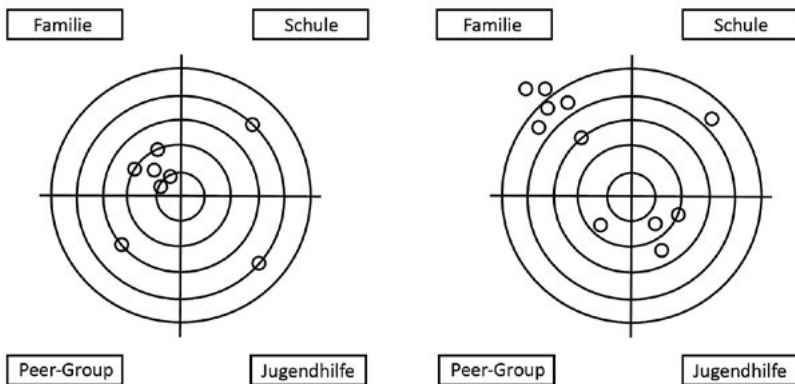 Familie
Schule
Familie
Schule
Peer-Group
Jugendhilfe
Peer-Group
Jugendhilfe